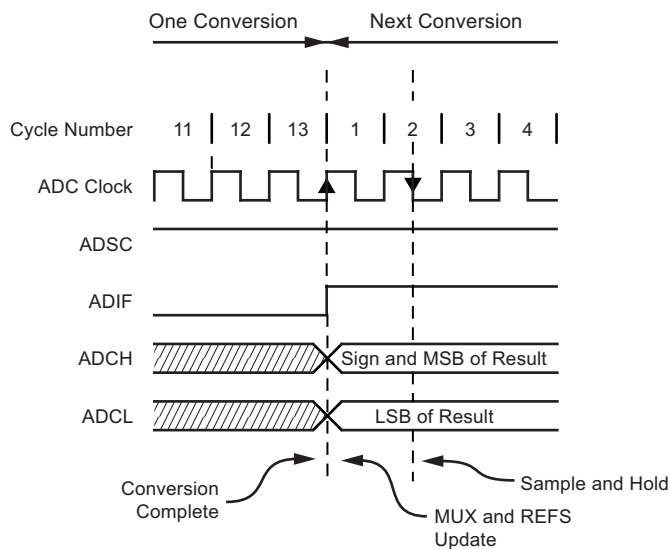 One Conversion Next Conversion
Cycle Number 11 12 13 1 2 3 4
ADC Clock
ADSC
ADIF
ADCH Sign and MSB of Result
ADCL LSB of Result
Conversion
Complete
MUX and REFS
Update
Sample and Hold